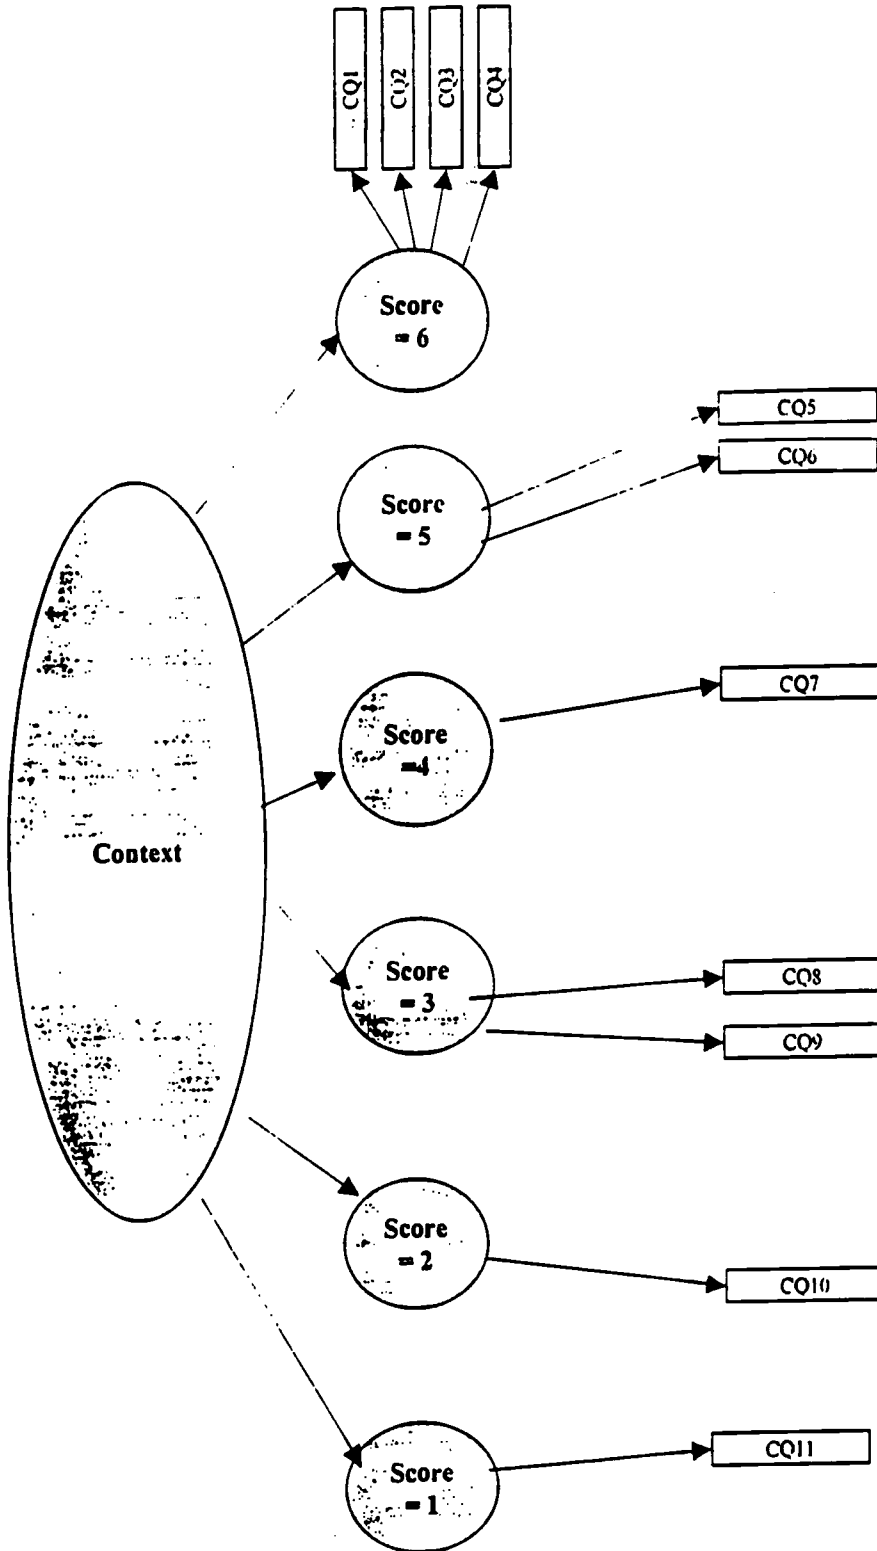 CQ1
CQ2
CQ3
CQ4
Score
= 6
CQ5
CQ6
Score
= 5
CQ7
Score
=4
Context
CQ8
Score
= 3
CQ9
Score
= 2
CQ10
CQ11
Score
= 1